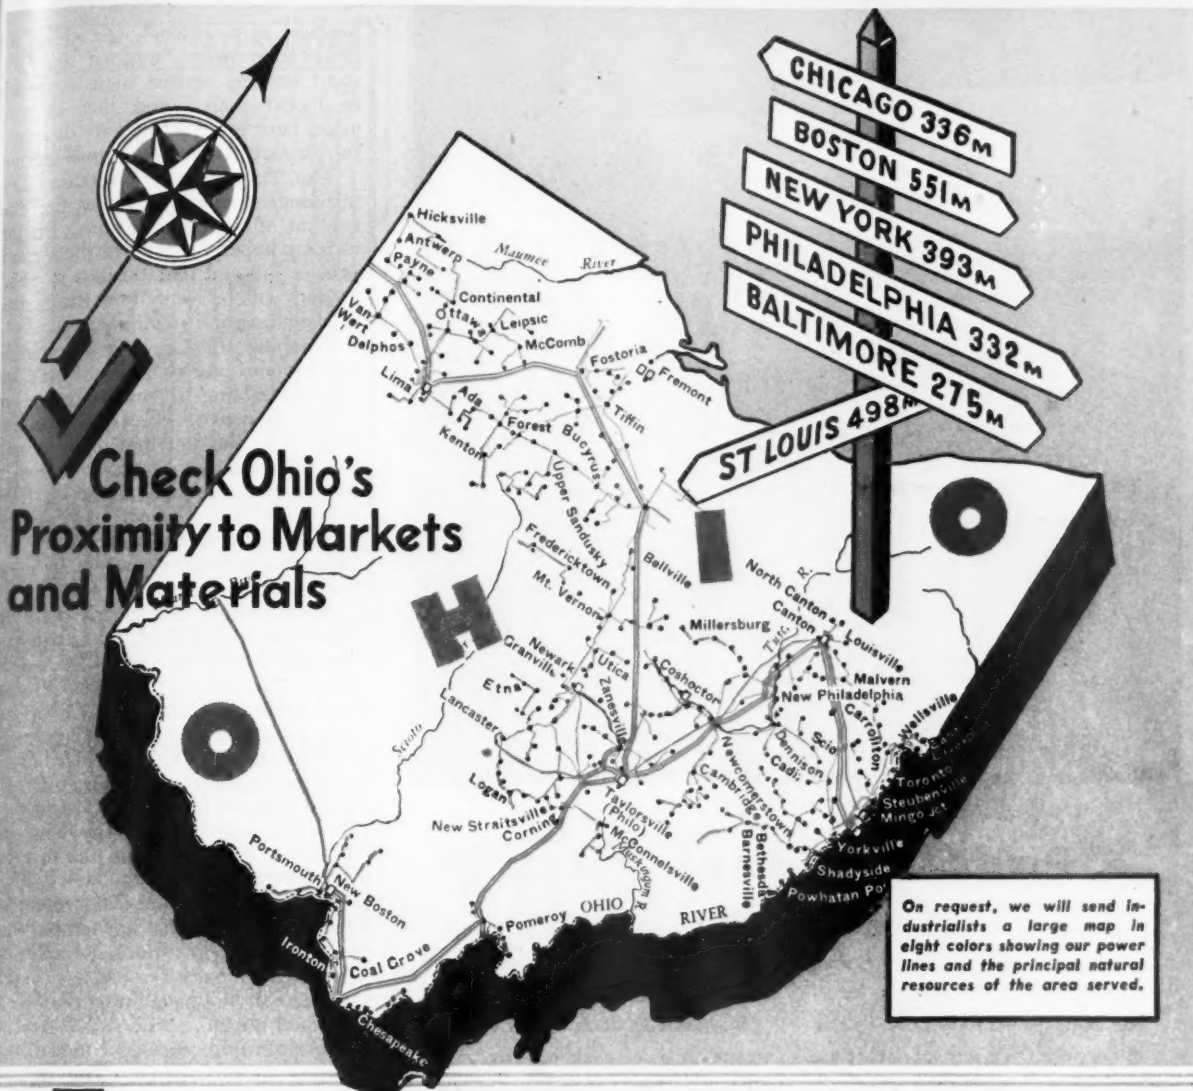 CHICAGO 336M
BOSTON 551M
NEW YORK 393M
PHILADELPHIA 332M
BALTIMORE 275M
ST LOUIS 498M
Check Ohio's
Proximity to Markets
and Materials
Hicksville
Antwerp
Payne
Maumee River
Continental
Van
Wert
Ottawa
Leipsic
Delphos
McComb
Lima
Fostoria
Fremont
Ada
Forest
Tiffin
Kenton
Bucyrus
Upper Sandusky
OHIO
Fredericktown
Bellville
Mt. Vernon
North Canton
Canton
Louisville
Millersburg
Tusc. R.
Newark
Granville
Utica
Coshocton
Malvern
New Philadelphia
Etna
Zanesville
Carrollton
Wellsville
Lancaster
Scioto
Scio
Dennison
Cadiz
East
Toronto
Steubenville
Mingo Jct.
Logan
Newcomerstown
Cambridge
New Straitsville
Corning
Taylorsville
(Philo)
McConnelsville
Muskingum R.
Barnesville
Bethesda
Yorkville
Shadyside
Powhatan
Portsmouth
New Boston
Pomeroy
OHIO RIVER
Ironton
Coal Grove
Chesapeake
On request, we will send in-
dustrialists a large map in
eight colors showing our power
lines and the principal natural
resources of the area served.